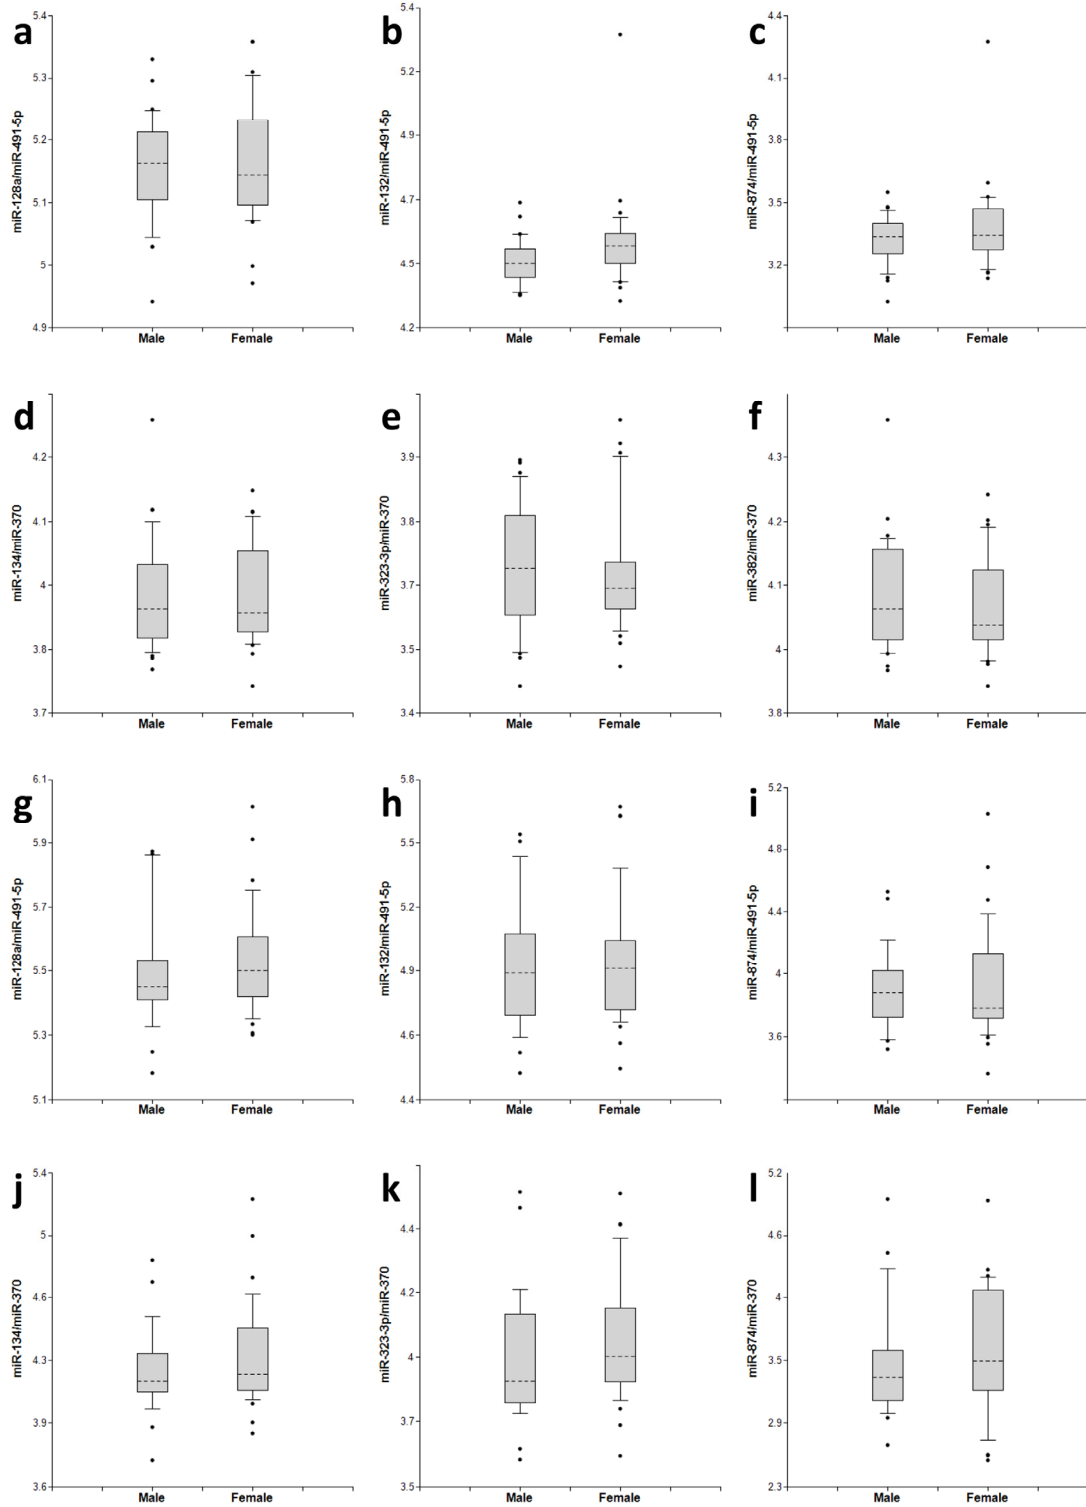 a
miR-128a/miR-491-5p
5.4
5.3
5.2
5.1
5
4.9
Male Female
b
miR-132/miR-491-5p
5.4
5.2
4.9
4.7
4.5
4.2
Male Female
c
miR-874/miR-491-5p
4.4
4.1
3.8
3.5
3.2
Male Female
d
miR-134/miR-370
4.2
4.1
4
3.8
3.7
Male Female
e
miR-323-3p/miR-370
3.9
3.8
3.7
3.5
3.4
Male Female
f
miR-382/miR-370
4.3
4.2
4.1
4
3.8
Male Female
g
miR-128a/miR-491-5p
6.1
5.9
5.7
5.5
5.3
5.1
Male Female
h
miR-132/miR-491-5p
5.8
5.5
5.2
4.9
4.6
4.4
Male Female
i
miR-874/miR-491-5p
5.2
4.8
4.4
4
3.6
Male Female
j
miR-134/miR-370
5.4
5
4.6
4.3
3.9
3.6
Male Female
k
miR-323-3p/miR-370
4.4
4.2
4
3.7
3.5
Male Female
l
miR-874/miR-370
5.2
4.6
4
3.5
2.9
2.3
Male Female